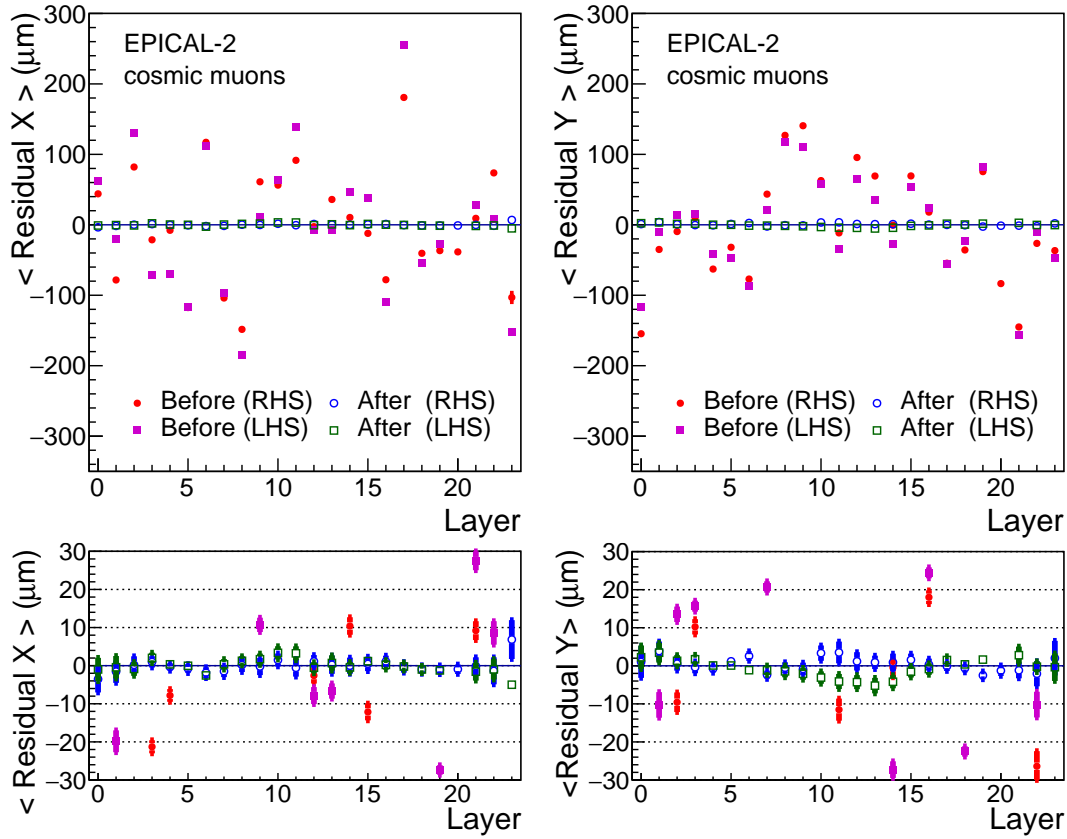 < Residual X > (μm)
300
200
100
0
−100
−200
−300
EPICAL-2
cosmic muons
Before (RHS)
After (RHS)
Before (LHS)
After (LHS)
0 5 10 15 20
Layer
< Residual Y > (μm)
300
200
100
0
−100
−200
−300
EPICAL-2
cosmic muons
Before (RHS)
After (RHS)
Before (LHS)
After (LHS)
0 5 10 15 20
Layer
< Residual X > (μm)
30
20
10
0
−10
−20
−30
0 5 10 15 20
Layer
<Residual Y> (μm)
30
20
10
0
−10
−20
−30
0 5 10 15 20
Layer